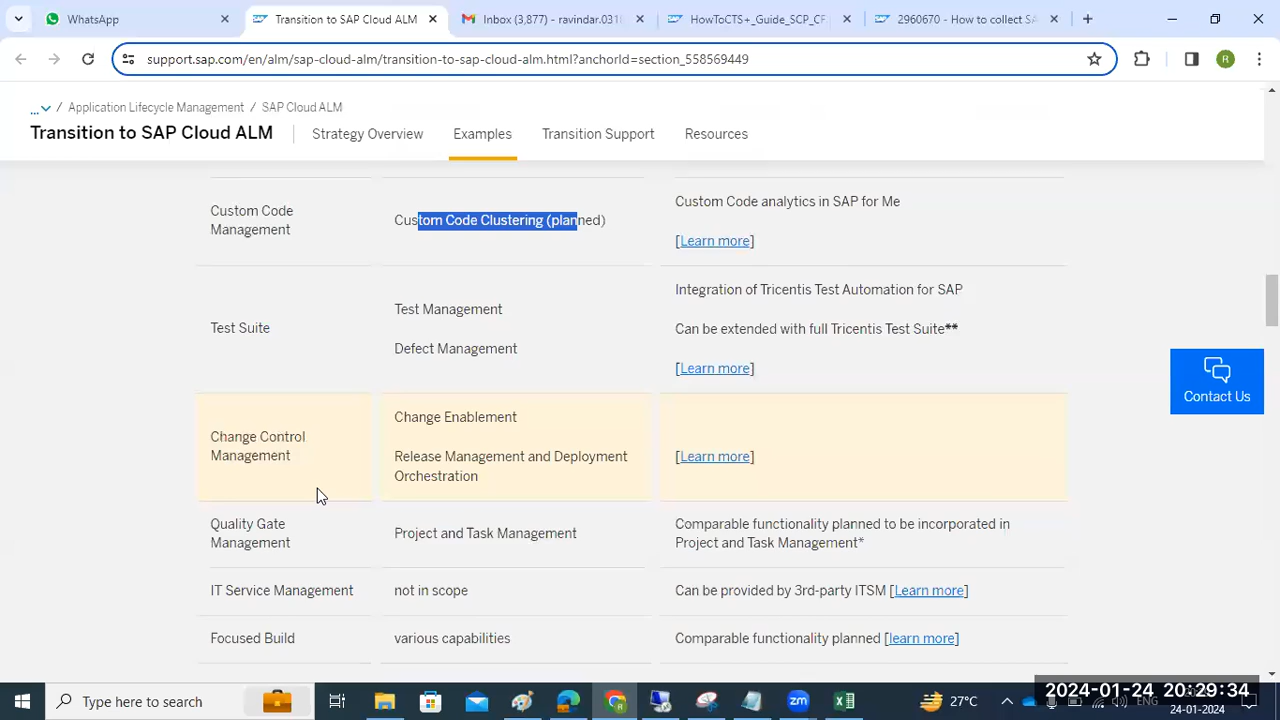 WhatsApp
Transition to SAP Cloud ALM
Inbox (3,877) - ravindar.031
HowToCTS+_Guide_SCP_CF
2960670 - How to collect SA
support.sap.com/en/alm/sap-cloud-alm/transition-to-sap-cloud-alm.html?anchorId=section_558569449
R
... / Application Lifecycle Management / SAP Cloud ALM
Transition to SAP Cloud ALM
Strategy Overview
Examples
Transition Support
Resources
Custom Code
Management
Custom Code Clustering (planned)
Custom Code analytics in SAP for Me
[Learn more]
Test Suite
Test Management
Defect Management
Integration of Tricentis Test Automation for SAP
Can be extended with full Tricentis Test Suite**
[Learn more]
Contact Us
Change Control
Management
Change Enablement
Release Management and Deployment
Orchestration
[Learn more]
Quality Gate
Management
Project and Task Management
Comparable functionality planned to be incorporated in
Project and Task Management*
IT Service Management
not in scope
Can be provided by 3rd-party ITSM [Learn more]
Focused Build
various capabilities
Comparable functionality planned [learn more]
Type here to search
zm
27°C
ENG
2024-01-24 20:29:34
24-01-2024